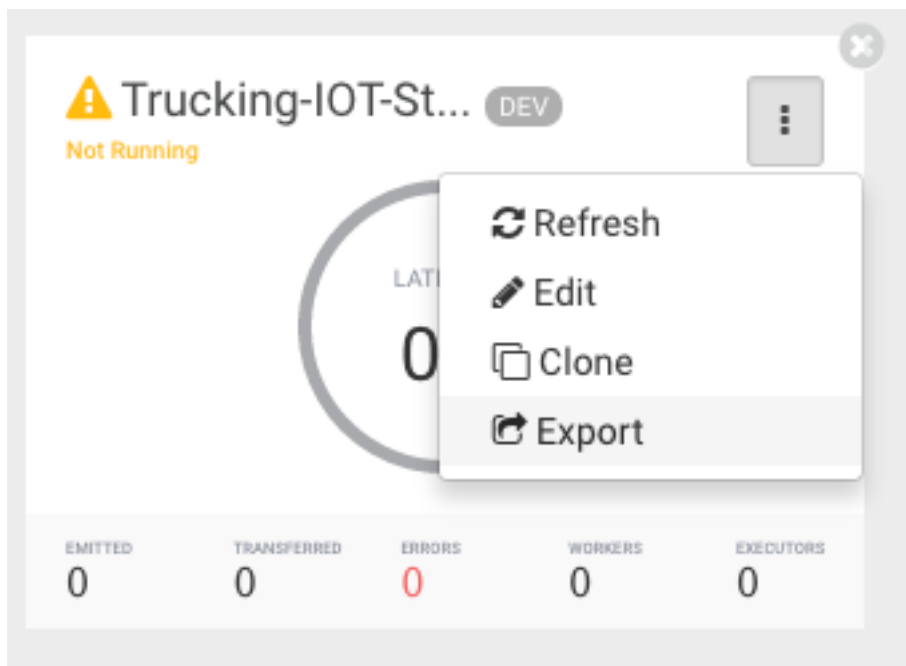 Trucking-IOT-St... DEV
Not Running
Refresh
LATE
Edit
0
Clone
Export
EMITTED TRANSFERRED ERRORS WORKERS EXECUTORS
0 0 0 0 0